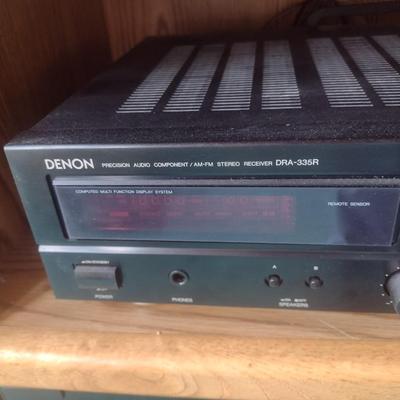 DENON PRECISION AUDIO COMPONENT / AM-FM STEREO RECEIVER DRA-335R
COMPUTED MULTI FUNCTION DISPLAY SYSTEM
REMOTE SENSOR
POWER
PHONES
A B
SPEAKERS